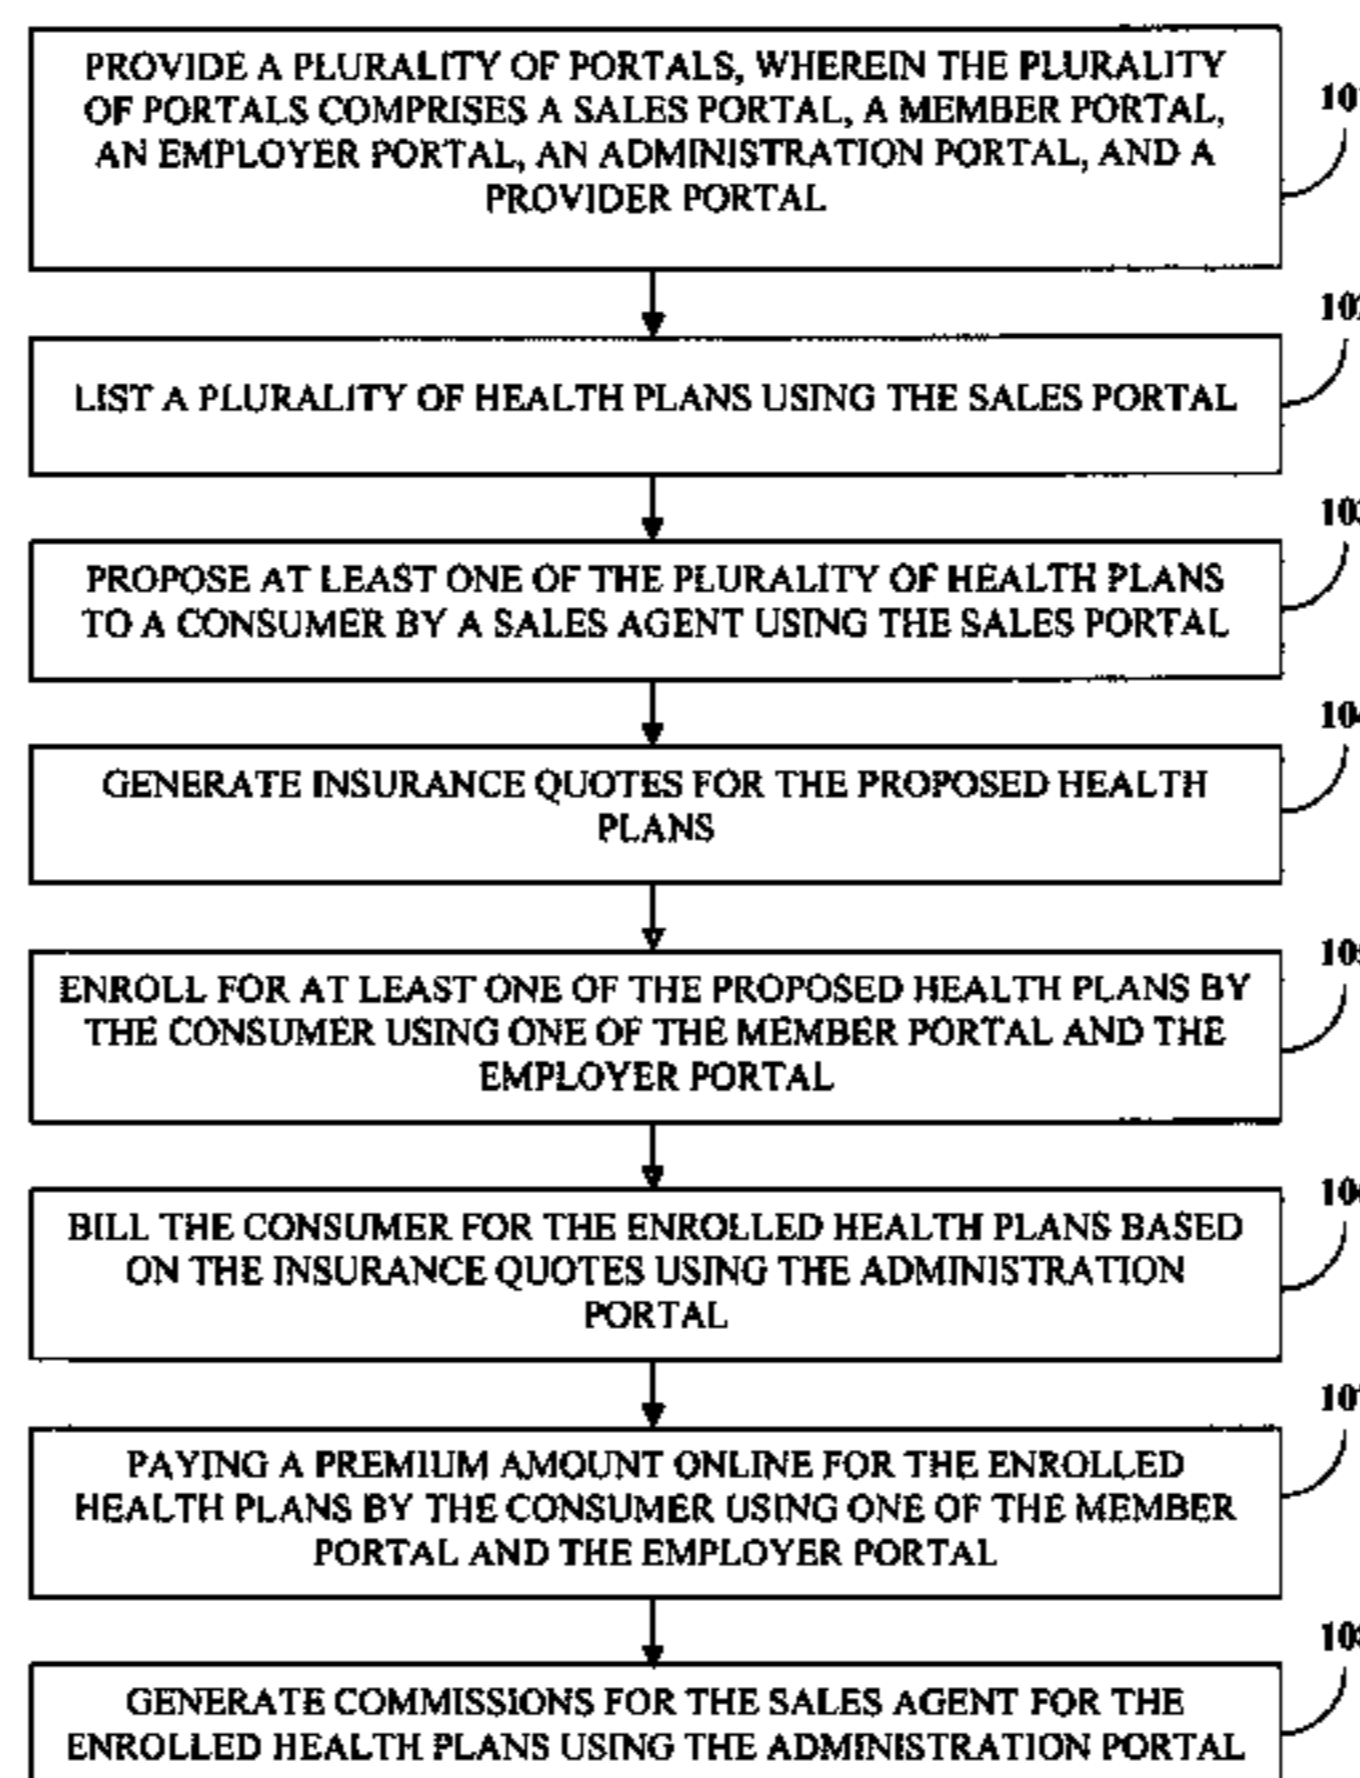 PROVIDE A PLURALITY OF PORTALS, WHEREIN THE PLURALITY
OF PORTALS COMPRISES A SALES PORTAL, A MEMBER PORTAL,
AN EMPLOYER PORTAL, AN ADMINISTRATION PORTAL, AND A
PROVIDER PORTAL
LIST A PLURALITY OF HEALTH PLANS USING THE SALES PORTAL
PROPOSE AT LEAST ONE OF THE PLURALITY OF HEALTH PLANS
TO A CONSUMER BY A SALES AGENT USING THE SALES PORTAL
GENERATE INSURANCE QUOTES FOR THE PROPOSED HEALTH
PLANS
ENROLL FOR AT LEAST ONE OF THE PROPOSED HEALTH PLANS BY
THE CONSUMER USING ONE OF THE MEMBER PORTAL AND THE
EMPLOYER PORTAL
BILL THE CONSUMER FOR THE ENROLLED HEALTH PLANS BASED
ON THE INSURANCE QUOTES USING THE ADMINISTRATION
PORTAL
PAYING A PREMIUM AMOUNT ONLINE FOR THE ENROLLED
HEALTH PLANS BY THE CONSUMER USING ONE OF THE MEMBER
PORTAL AND THE EMPLOYER PORTAL
GENERATE COMMISSIONS FOR THE SALES AGENT FOR THE
ENROLLED HEALTH PLANS USING THE ADMINISTRATION PORTAL